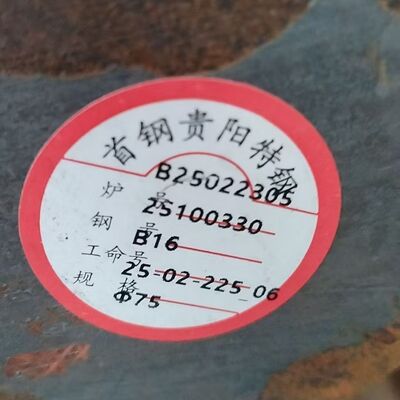 首钢贵阳特钢
B25022305
炉 号 25100330
钢 号 B16
工命号 25-02-225_06
规 格 Φ75